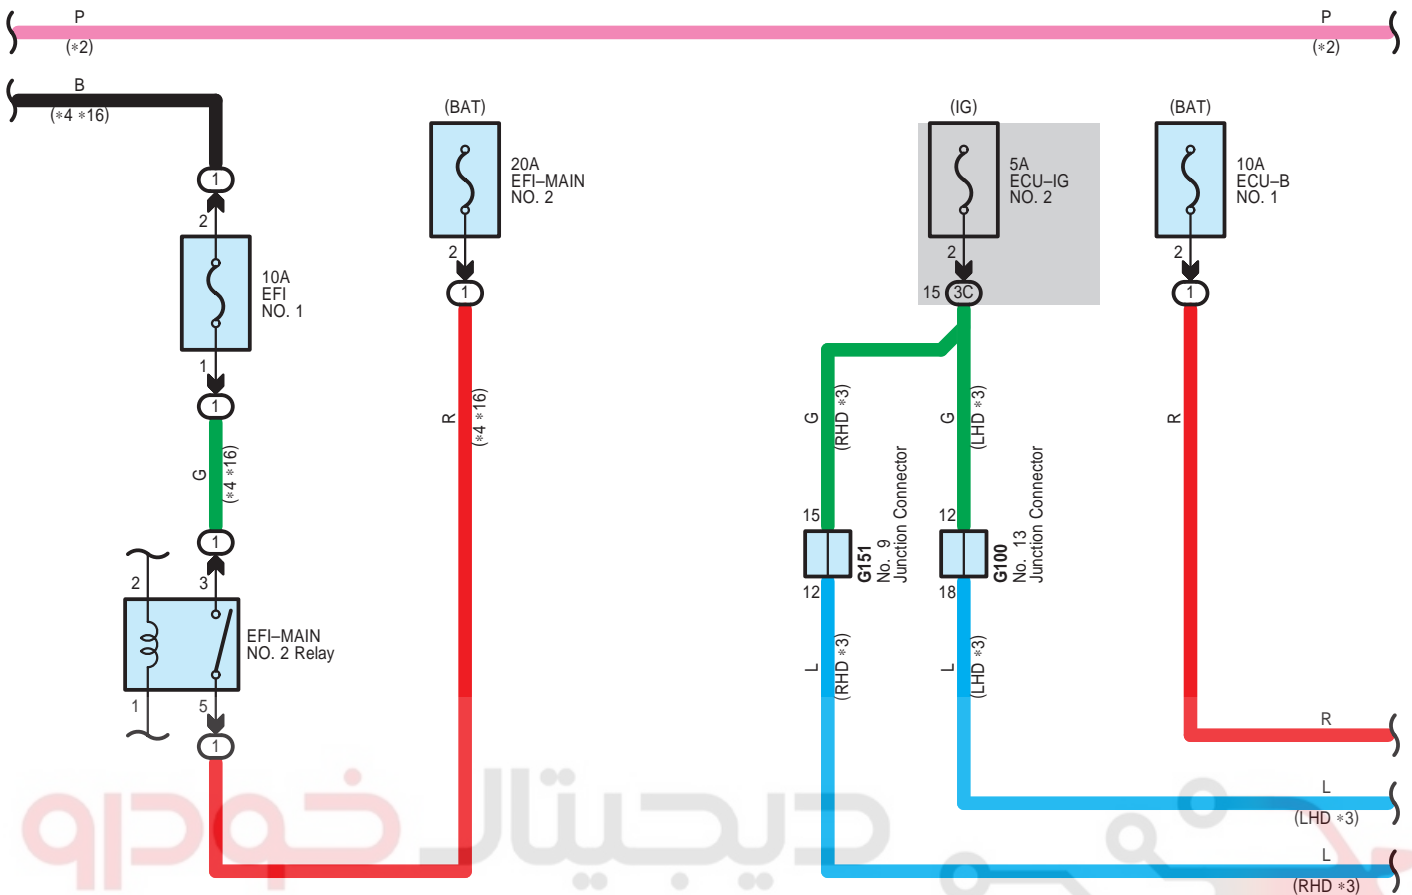 P
(*2)
P
(*2)
B
(*4 *16)
(BAT)
(IG)
(BAT)
1
2
10A
EFI
NO. 1
1
1
20A
EFI–MAIN
NO. 2
2
1
5A
ECU–IG
NO. 2
2
15
3C
10A
ECU–B
NO. 1
2
1
G
(*4 *16)
R
(*4 *16)
G
(RHD *3)
G
(LHD *3)
R
1
2
3
EFI–MAIN
NO. 2 Relay
1
5
1
15
G151
No. 9
Junction Connector
12
12
G100
No. 13
Junction Connector
18
L
(RHD *3)
L
(LHD *3)
R
L
(LHD *3)
L
(RHD *3)
دیجیتال خودرو